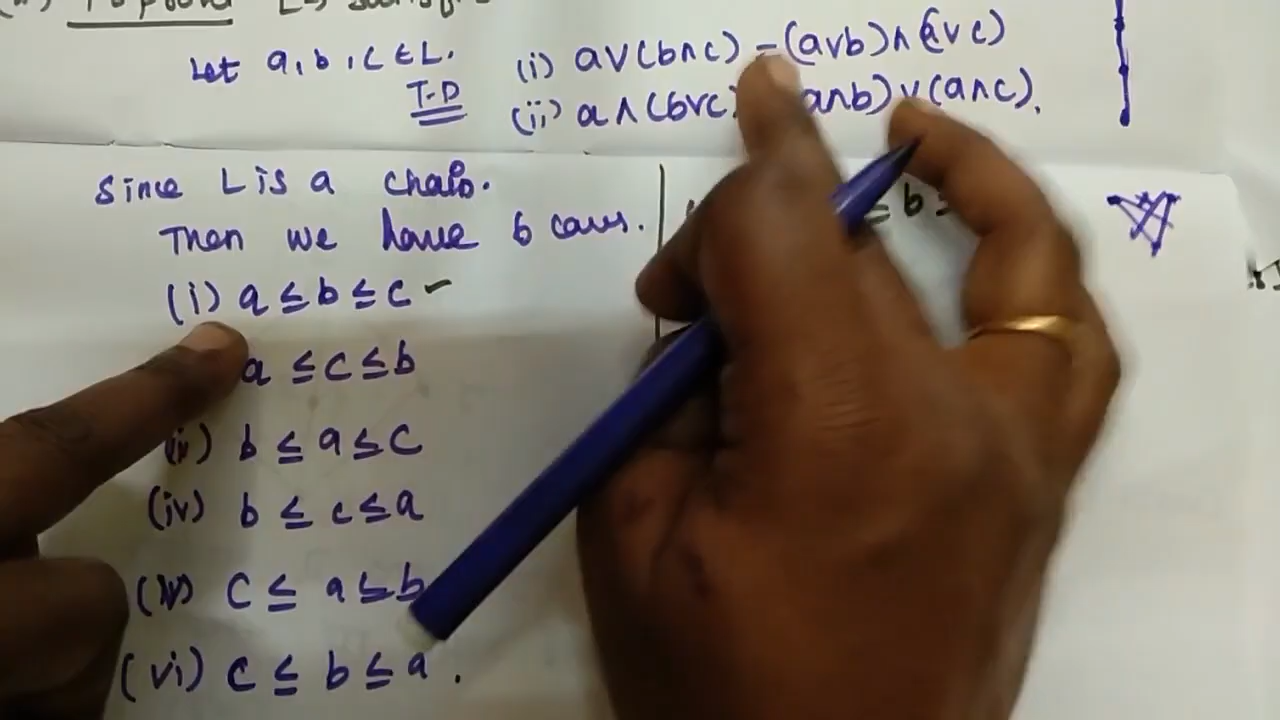 Let a, b, c ∈ L. (i) a ∨ (b ∧ c) = (a ∨ b) ∧ (a ∨ c)
T.D (ii) a ∧ (b ∨ c) a ∧ b) ∨ (a ∧ c).
Since L is a chain.
Then we have 6 cases.
≤ b ≤
(i) a ≤ b ≤ c
a ≤ c ≤ b
b ≤ a ≤ c
(iv) b ≤ c ≤ a
c ≤ a ≤ b
(vi) c ≤ b ≤ a.